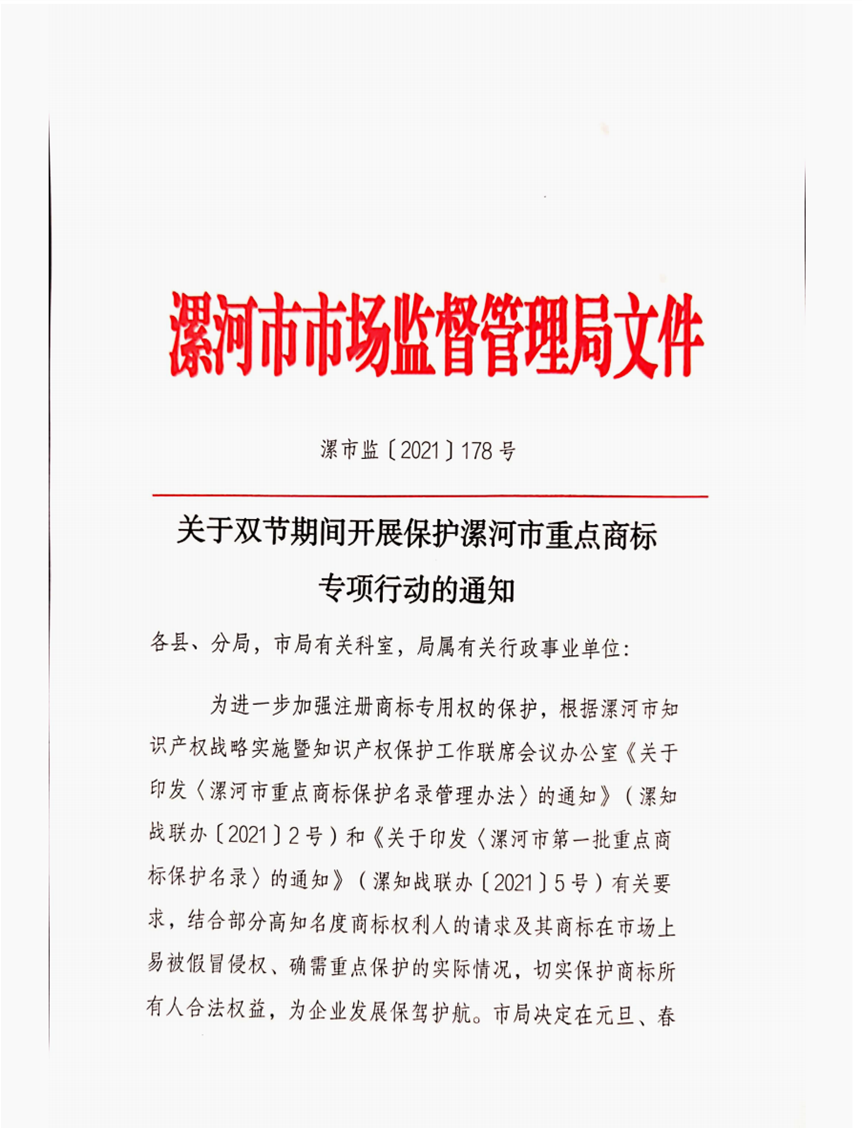 漯河市市场监督管理局文件
漯市监〔2021〕178号
关于双节期间开展保护漯河市重点商标
专项行动的通知
各县、分局，市局有关科室，局属有关行政事业单位：
为进一步加强注册商标专用权的保护，根据漯河市知
识产权战略实施暨知识产权保护工作联席会议办公室《关于
印发〈漯河市重点商标保护名录管理办法〉的通知》（漯知
战联办〔2021〕2号）和《关于印发〈漯河市第一批重点商
标保护名录〉的通知》（漯知战联办〔2021〕5号）有关要
求，结合部分高知名度商标权利人的请求及其商标在市场上
易被假冒侵权、确需重点保护的实际情况，切实保护商标所
有人合法权益，为企业发展保驾护航。市局决定在元旦、春